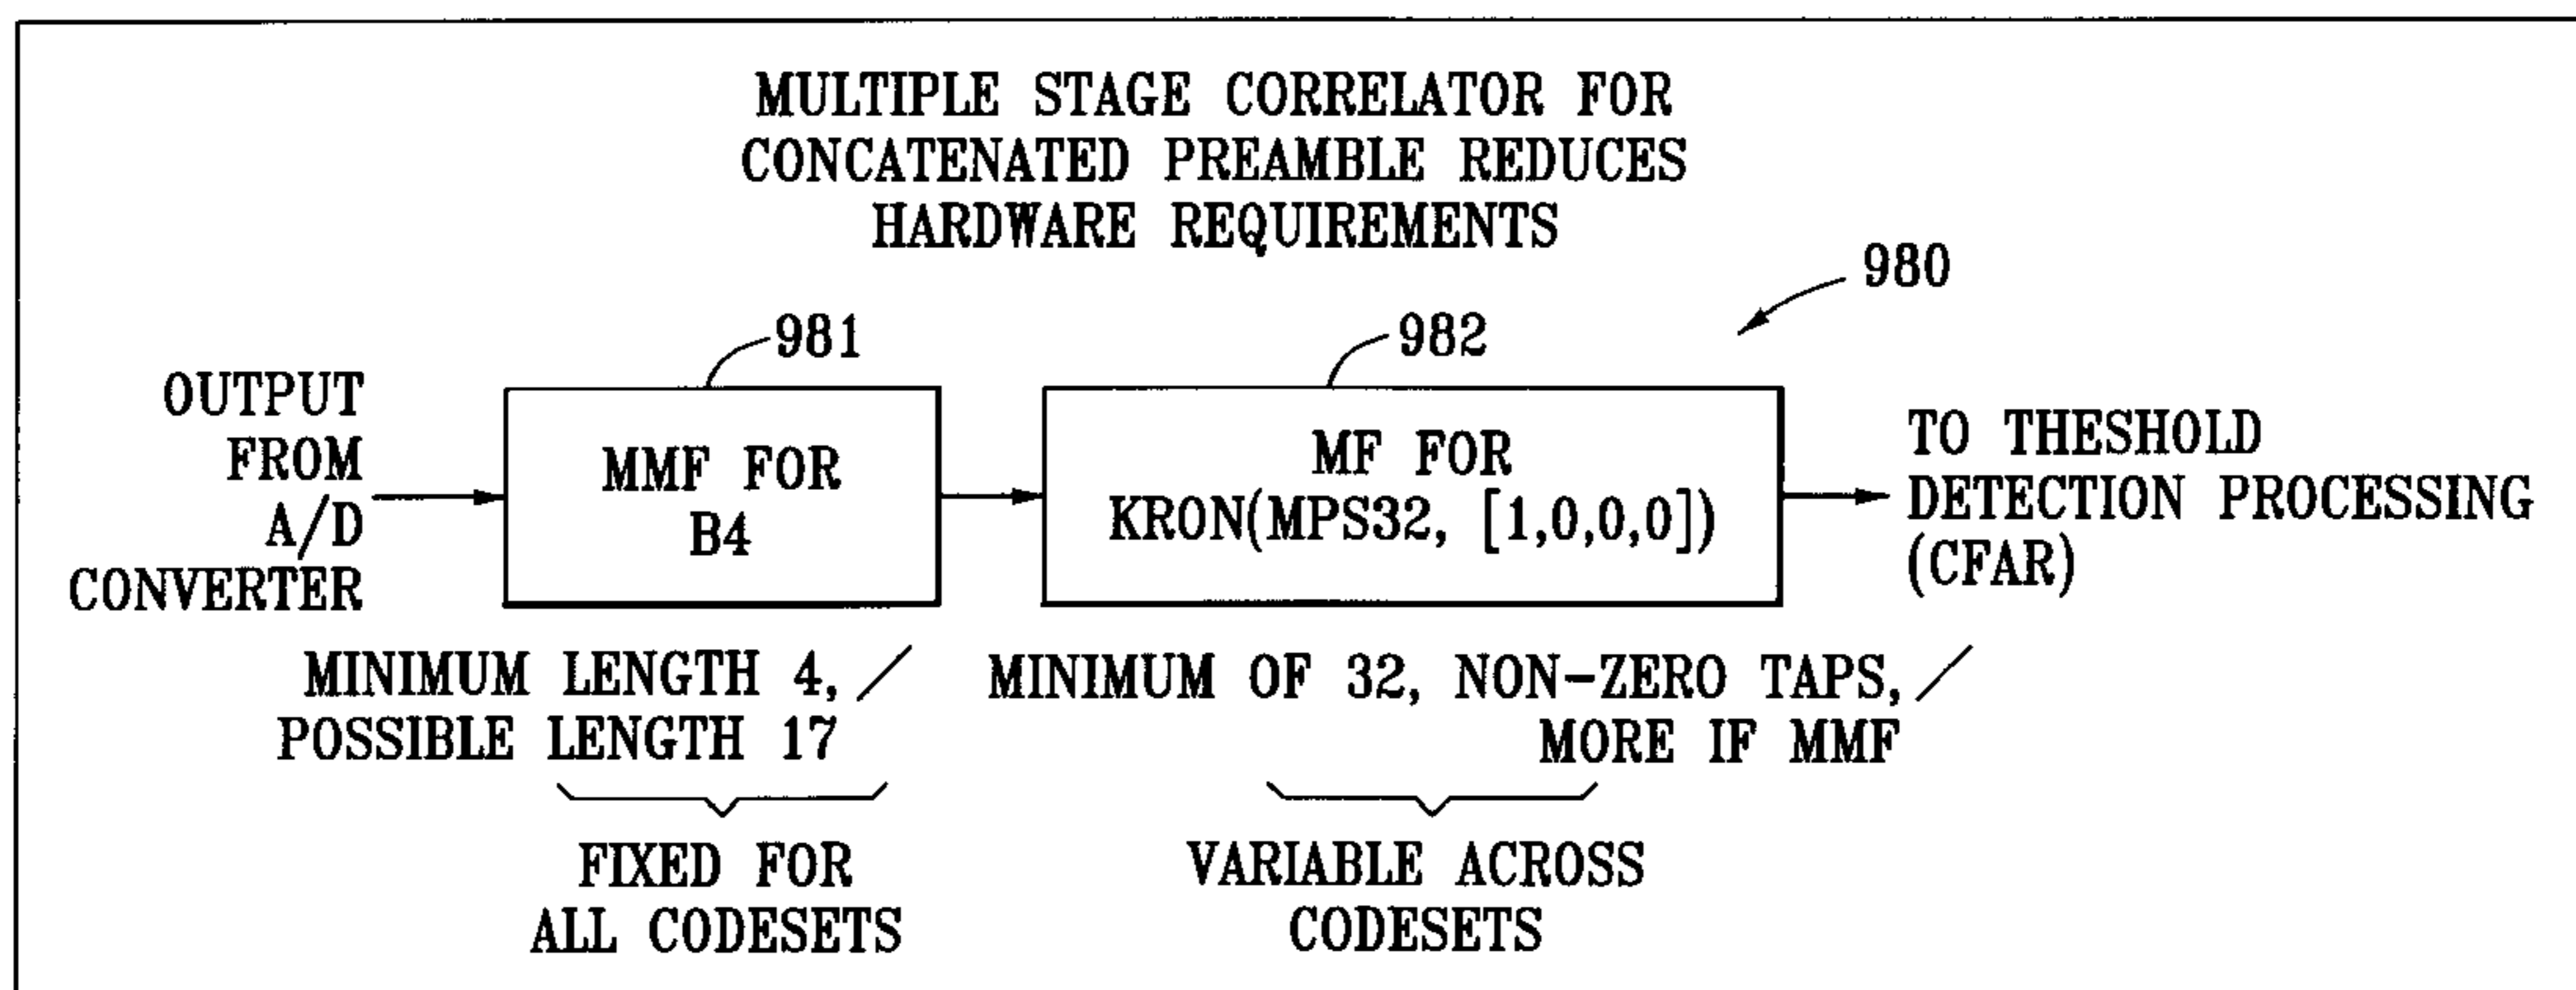 MULTIPLE STAGE CORRELATOR FOR
CONCATENATED PREAMBLE REDUCES
HARDWARE REQUIREMENTS
980
981
982
OUTPUT
FROM
A/D
CONVERTER
MMF FOR
B4
MF FOR
KRON(MPS32, [1,0,0,0])
TO THESHOLD
DETECTION PROCESSING
(CFAR)
MINIMUM LENGTH 4,
POSSIBLE LENGTH 17
MINIMUM OF 32, NON-ZERO TAPS,
MORE IF MMF
FIXED FOR
ALL CODESETS
VARIABLE ACROSS
CODESETS